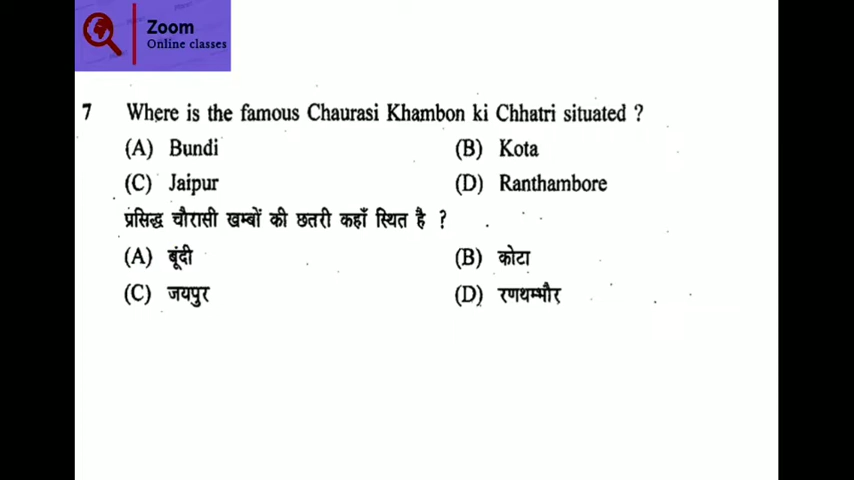 Zoom
Online classes
7 Where is the famous Chaurasi Khambon ki Chhatri situated ?
(A) Bundi (B) Kota
(C) Jaipur (D) Ranthambore
प्रसिद्ध चौरासी खम्बों की छतरी कहाँ स्थित है ?
(A) बूंदी (B) कोटा
(C) जयपुर (D) रणथम्भौर